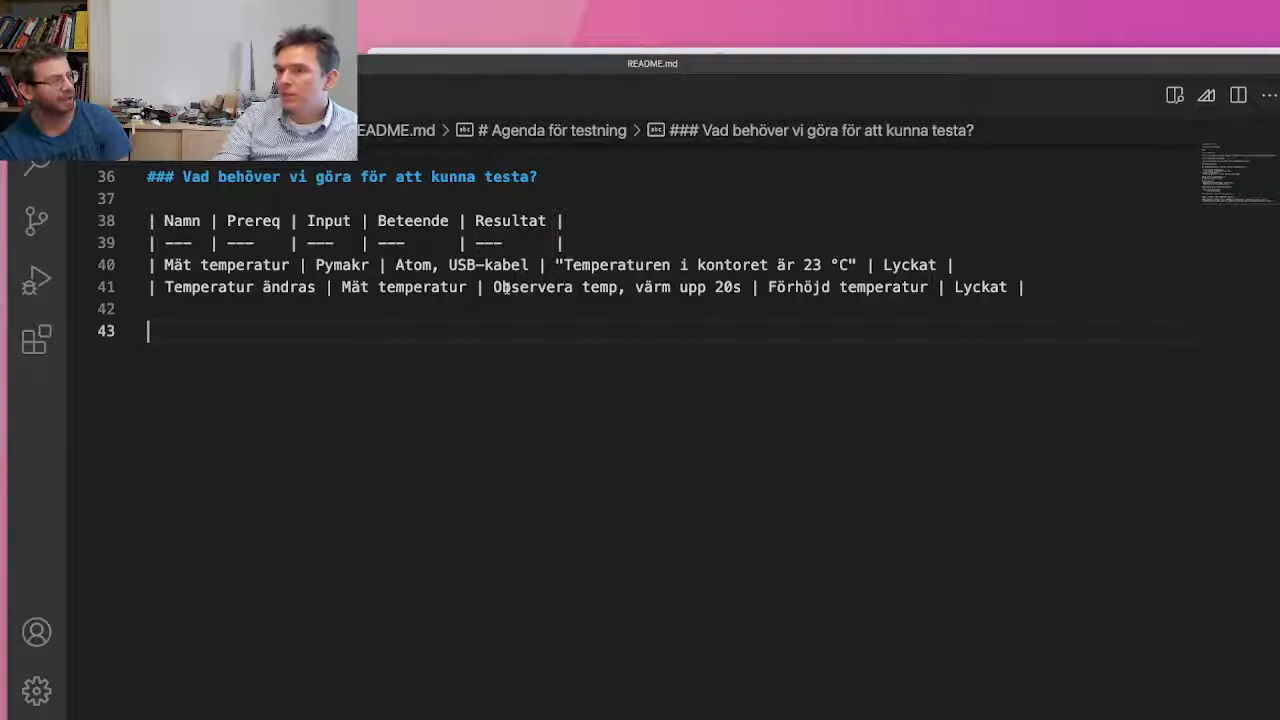 README.md
EADME.md > # Agenda för testning > ### Vad behöver vi göra för att kunna testa?
36 ### Vad behöver vi göra för att kunna testa?
37
38 | Namn | Prereq | Input | Beteende | Resultat |
39 | --- | --- | --- | --- | --- |
40 | Mät temperatur | Pymakr | Atom, USB-kabel | "Temperaturen i kontoret är 23 °C" | Lyckat |
41 | Temperatur ändras | Mät temperatur | Observera temp, värm upp 20s | Förhöjd temperatur | Lyckat |
42
43